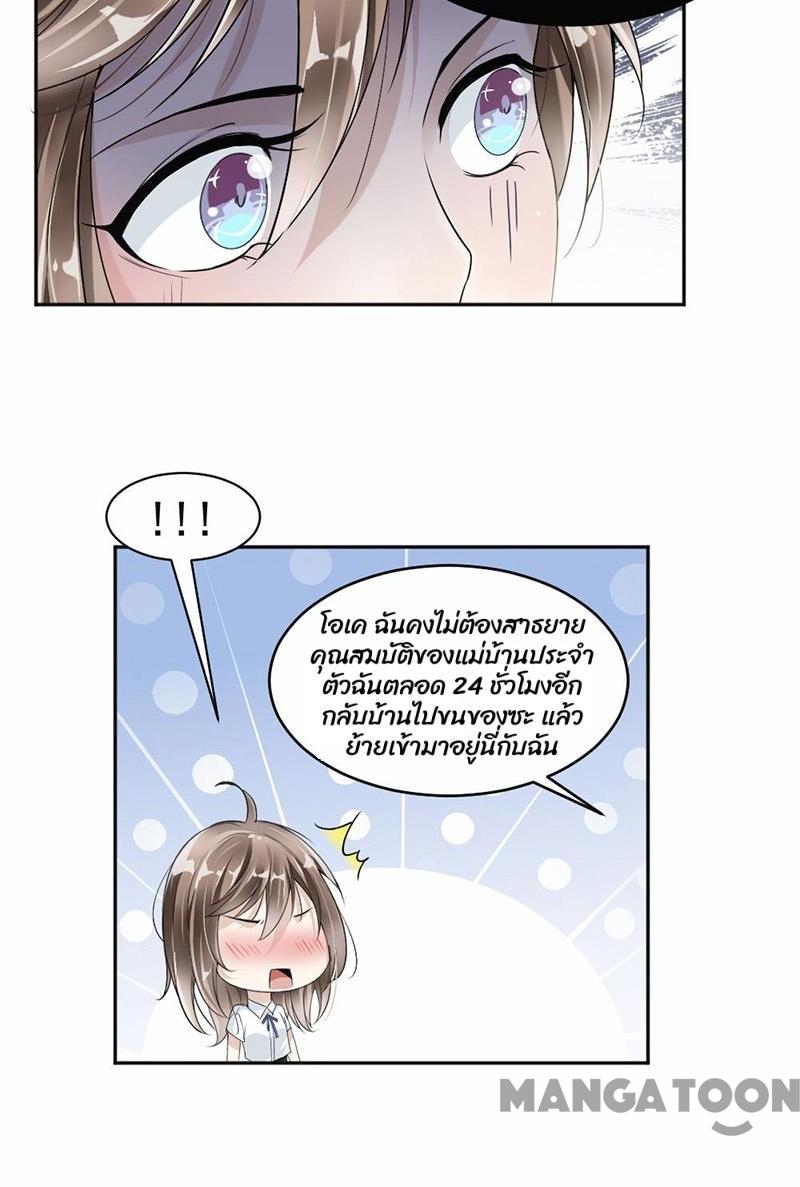 !!!
โอเค ฉันคงไม่ต้องสาธยาย
คุณสมบัติของแม่บ้านประจำ
ตัวฉันตลอด 24 ชั่วโมงอีก
กลับบ้านไปขนของซะ แล้ว
ย้ายเข้ามาอยู่นี่กับฉัน
MANGATOON